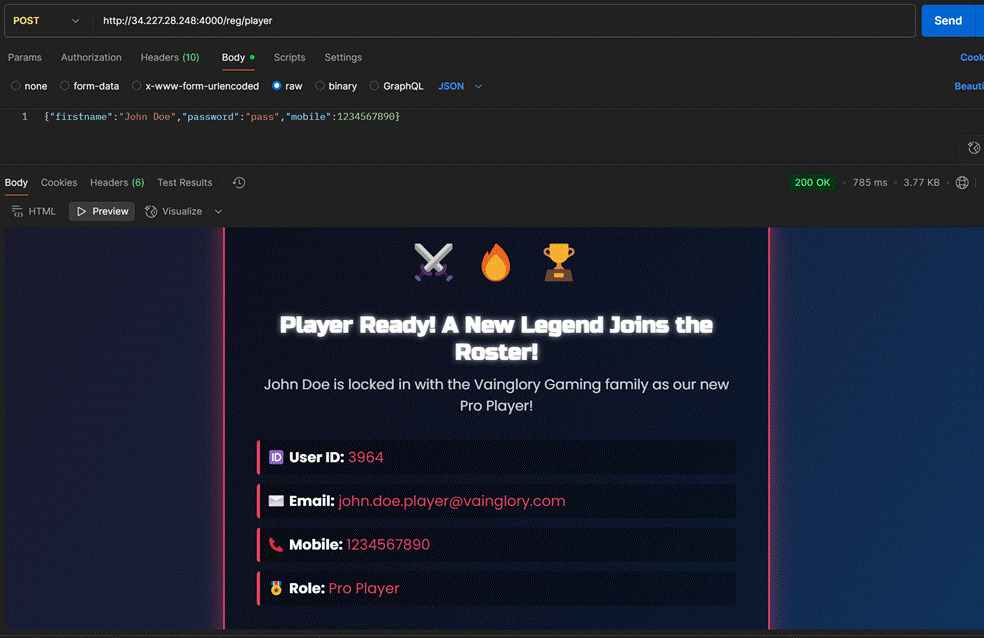 POST http://34.227.28.248:4000/reg/player Send
Params Authorization Headers (10) Body Scripts Settings Cook
none form-data x-www-form-urlencoded raw binary GraphQL JSON Beauti
1 {"firstname":"John Doe","password":"pass","mobile":1234567890}
Body Cookies Headers (6) Test Results 200 OK 785 ms 3.77 KB
HTML Preview Visualize
Player Ready! A New Legend Joins the
Roster!
John Doe is locked in with the Vainglory Gaming family as our new
Pro Player!
ID User ID: 3964
Email: john.doe.player@vainglory.com
Mobile: 1234567890
Role: Pro Player